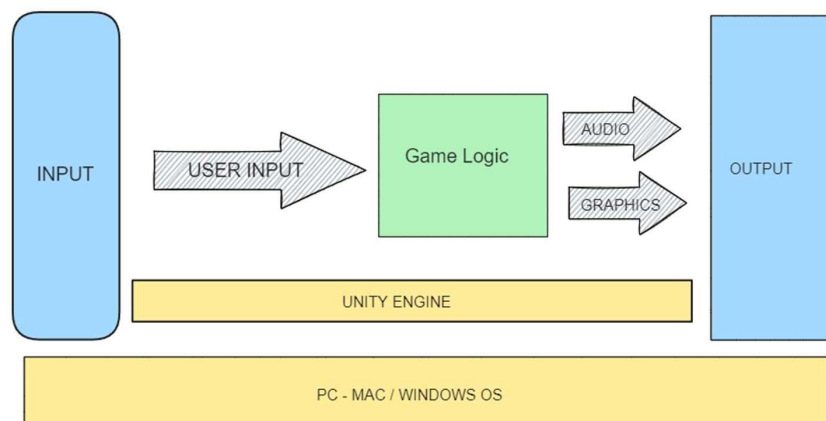 INPUT
USER INPUT
Game Logic
AUDIO
GRAPHICS
OUTPUT
UNITY ENGINE
PC - MAC / WINDOWS OS